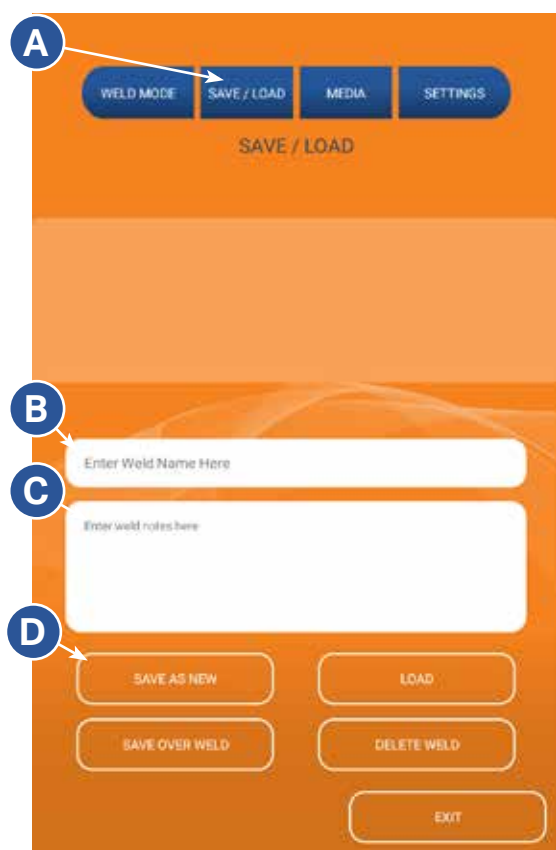 A
WELD MODE SAVE / LOAD MEDIA SETTINGS
SAVE / LOAD
B
Enter Weld Name Here
C
Enter weld notes here
D
SAVE AS NEW LOAD
SAVE OVER WELD DELETE WELD
EXIT